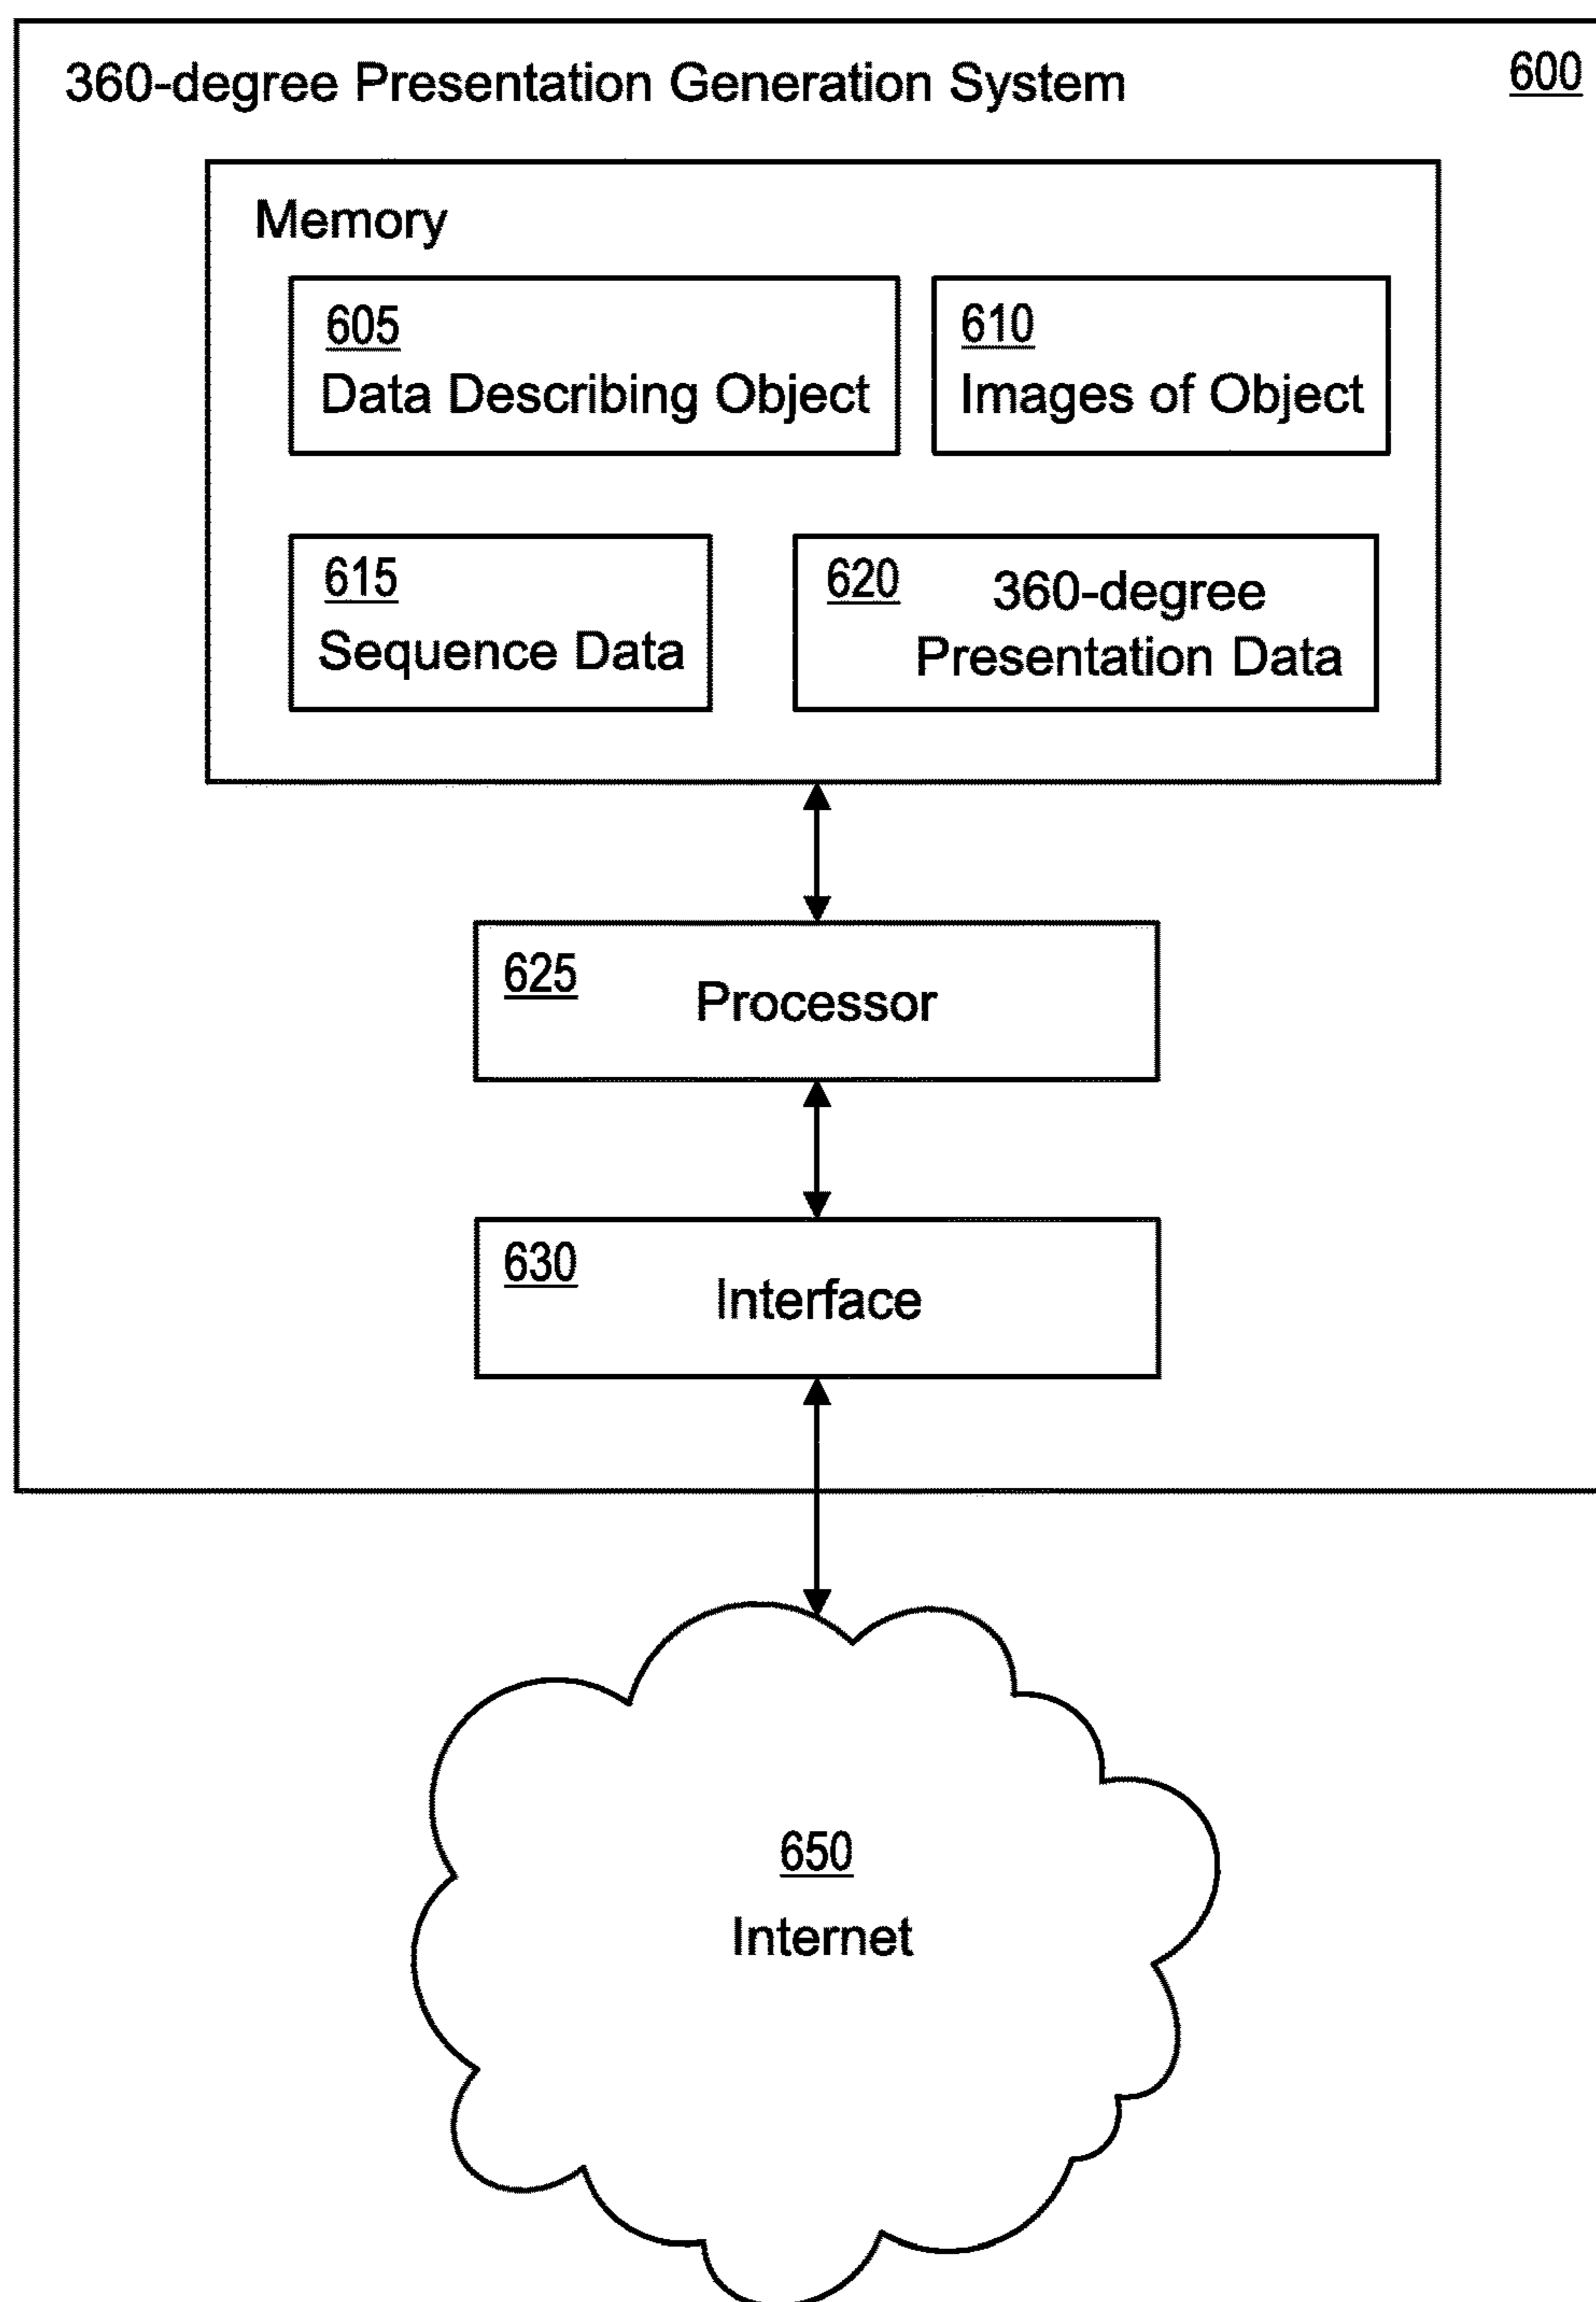 360-degree Presentation Generation System 600
Memory
605
Data Describing Object
610
Images of Object
615
Sequence Data
620 360-degree
Presentation Data
625 Processor
630 Interface
650
Internet